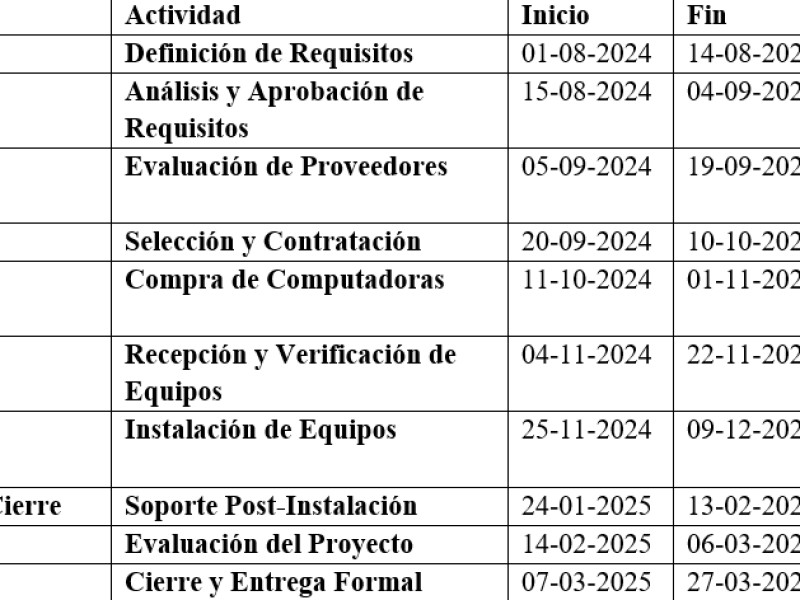 Actividad Inicio Fin
Definición de Requisitos 01-08-2024 14-08-202
Análisis y Aprobación de 15-08-2024 04-09-202
Requisitos
Evaluación de Proveedores 05-09-2024 19-09-202
Selección y Contratación 20-09-2024 10-10-202
Compra de Computadoras 11-10-2024 01-11-202
Recepción y Verificación de 04-11-2024 22-11-202
Equipos
Instalación de Equipos 25-11-2024 09-12-202
Cierre Soporte Post-Instalación 24-01-2025 13-02-202
Evaluación del Proyecto 14-02-2025 06-03-202
Cierre y Entrega Formal 07-03-2025 27-03-202